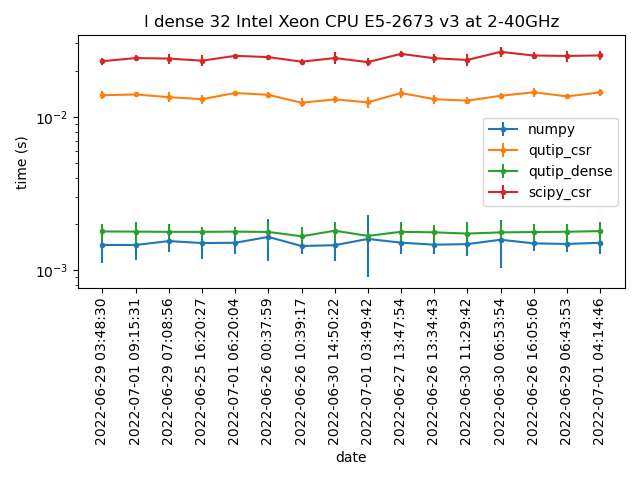 l dense 32 Intel Xeon CPU E5-2673 v3 at 2-40GHz
time (s)
10⁻²
10⁻³
numpy
qutip_csr
qutip_dense
scipy_csr
2022-06-29 03:48:30
2022-07-01 09:15:31
2022-06-29 07:08:56
2022-06-25 16:20:27
2022-07-01 06:20:04
2022-06-26 00:37:59
2022-06-26 10:39:17
2022-06-30 14:50:22
2022-07-01 03:49:42
2022-06-27 13:47:54
2022-06-26 13:34:43
2022-06-30 11:29:42
2022-06-30 06:53:54
2022-06-26 16:05:06
2022-06-29 06:43:53
2022-07-01 04:14:46
date